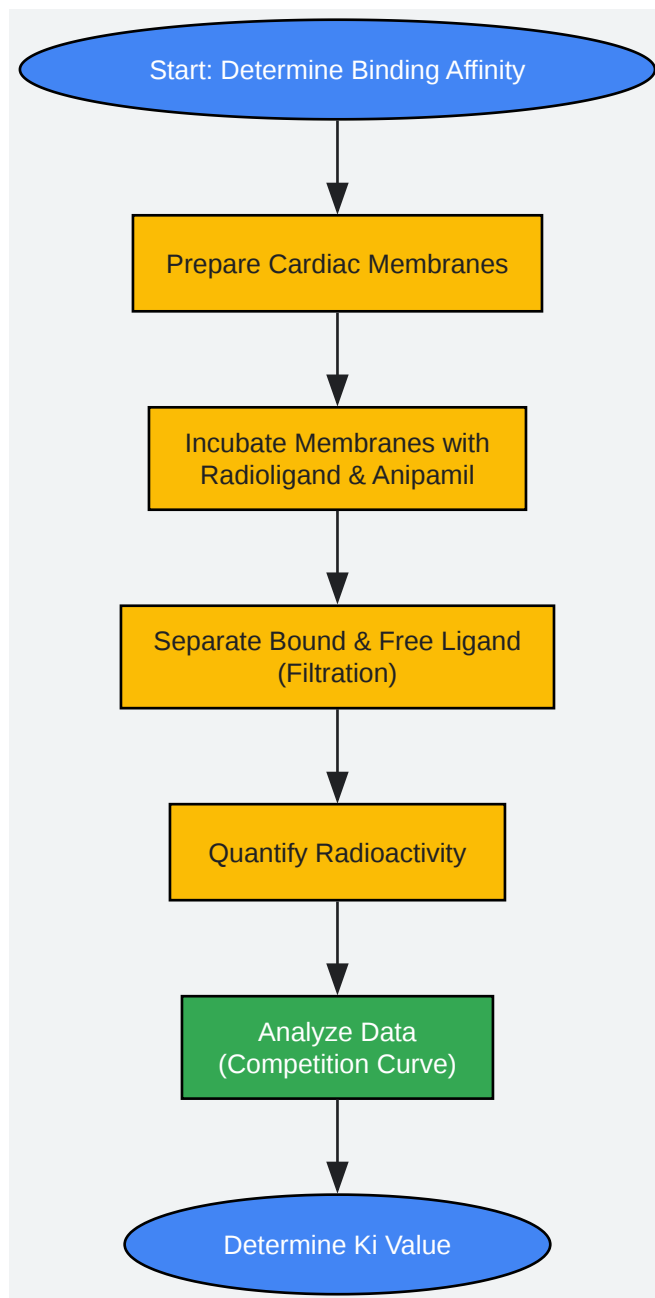 Start: Determine Binding Affinity
Prepare Cardiac Membranes
Incubate Membranes with
Radioligand & Anipamil
Separate Bound & Free Ligand
(Filtration)
Quantify Radioactivity
Analyze Data
(Competition Curve)
Determine Ki Value